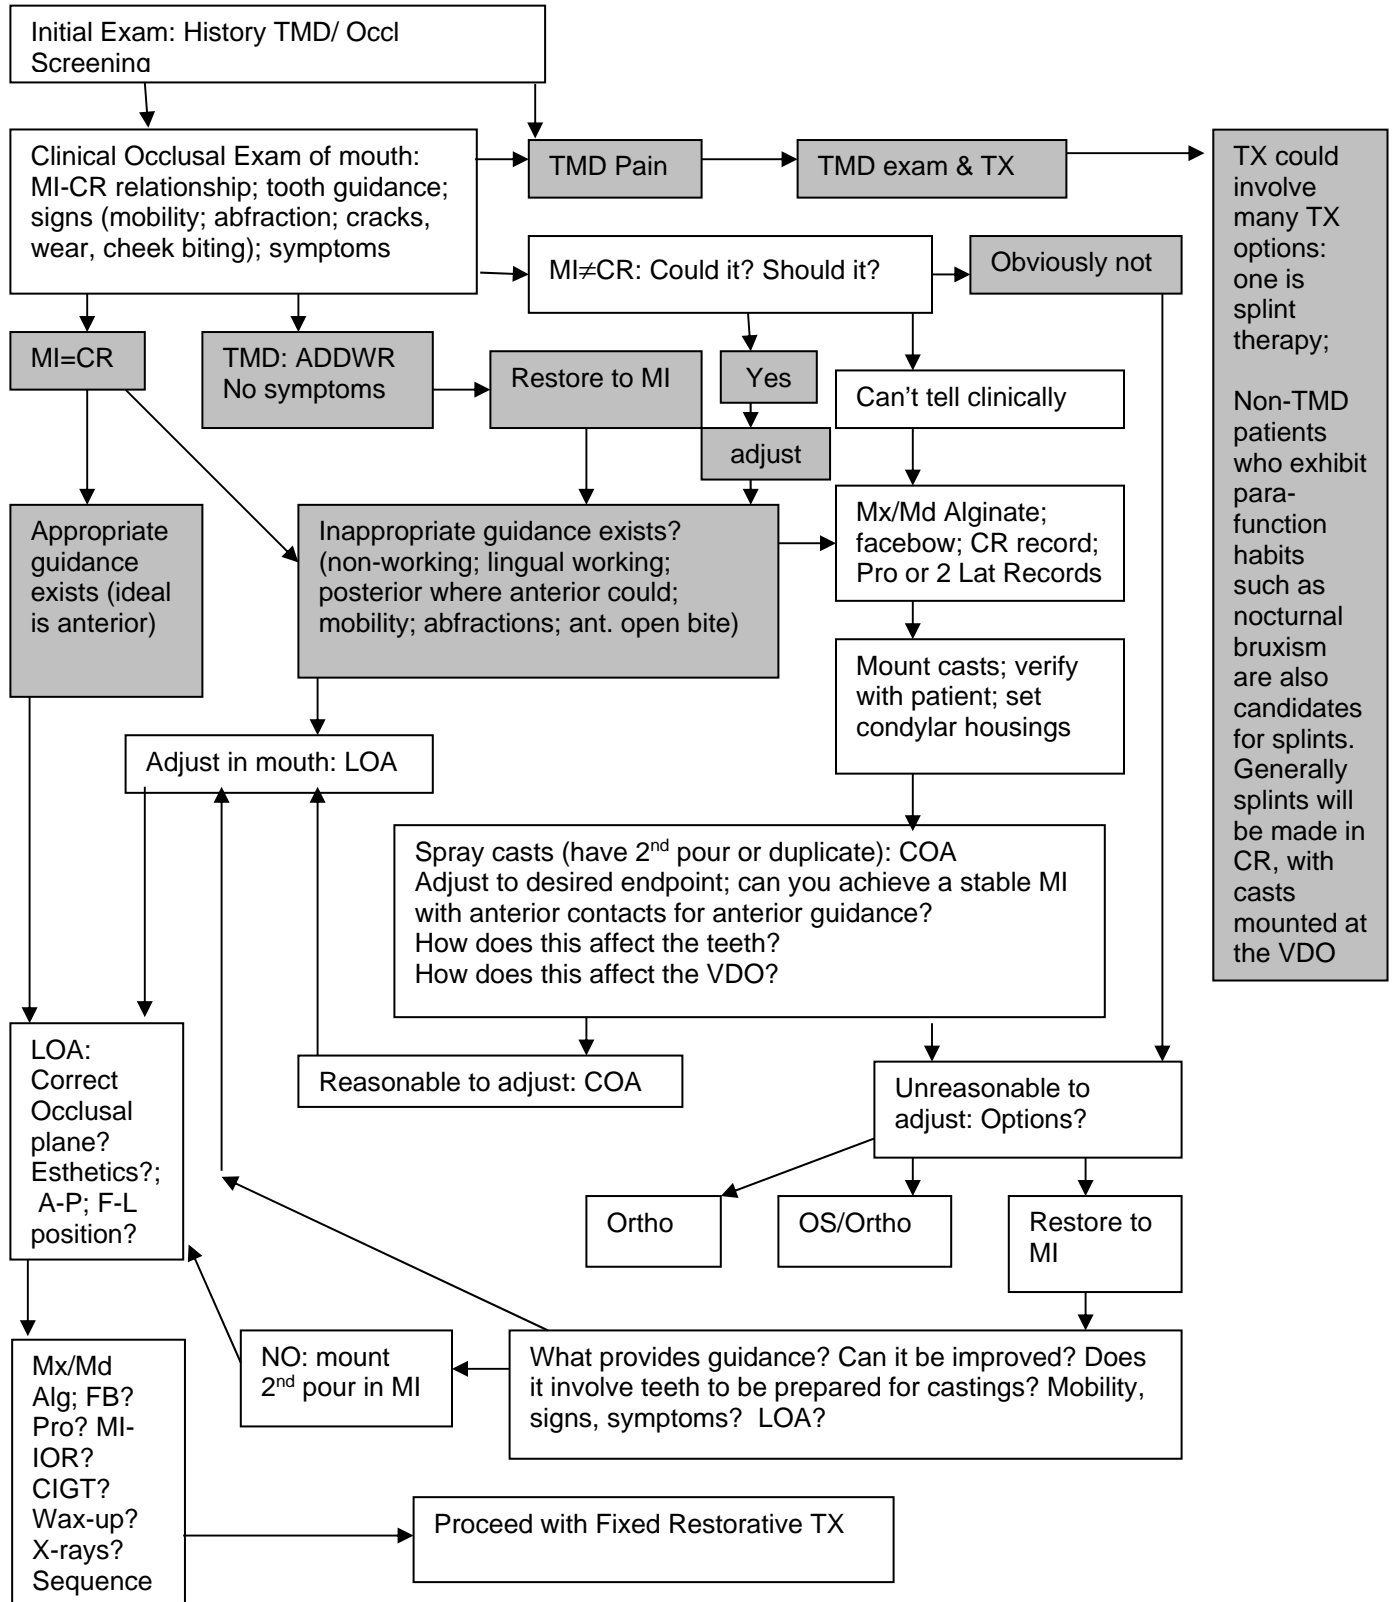 Initial Exam: History TMD/ Occl
Screening
Clinical Occlusal Exam of mouth:
MI-CR relationship; tooth guidance;
signs (mobility; abfraction; cracks,
wear, cheek biting); symptoms
TMD Pain
TMD exam & TX
TX could
involve
many TX
options:
one is
splint
therapy;
Non-TMD
patients
who exhibit
para-
function
habits
such as
nocturnal
bruxism
are also
candidates
for splints.
Generally
splints will
be made in
CR, with
casts
mounted at
the VDO
MI≠CR: Could it? Should it?
Obviously not
MI=CR
TMD: ADDWR
No symptoms
Restore to MI
Yes
adjust
Can't tell clinically
Appropriate
guidance
exists (ideal
is anterior)
Inappropriate guidance exists?
(non-working; lingual working;
posterior where anterior could;
mobility; abfractions; ant. open bite)
Mx/Md Alginate;
facebow; CR record;
Pro or 2 Lat Records
Mount casts; verify
with patient; set
condylar housings
Adjust in mouth: LOA
Spray casts (have 2nd pour or duplicate): COA
Adjust to desired endpoint; can you achieve a stable MI
with anterior contacts for anterior guidance?
How does this affect the teeth?
How does this affect the VDO?
LOA:
Correct
Occlusal
plane?
Esthetics?;
A-P; F-L
position?
Reasonable to adjust: COA
Unreasonable to
adjust: Options?
Ortho
OS/Ortho
Restore to
MI
Mx/Md
Alg; FB?
Pro? MI-
IOR?
CIGT?
Wax-up?
X-rays?
Sequence
NO: mount
2nd pour in MI
What provides guidance? Can it be improved? Does
it involve teeth to be prepared for castings? Mobility,
signs, symptoms? LOA?
Proceed with Fixed Restorative TX